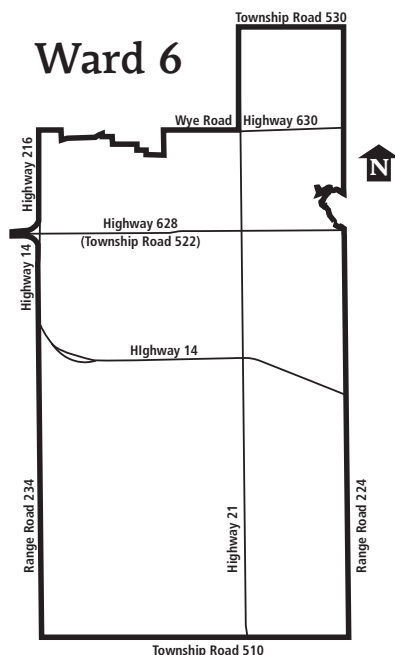 Township Road 530
Ward 6
Wye Road
Highway 630
Highway 216
N
Highway 628
(Township Road 522)
Highway 14
HIghway 14
Range Road 234
Highway 21
Range Road 224
Township Road 510